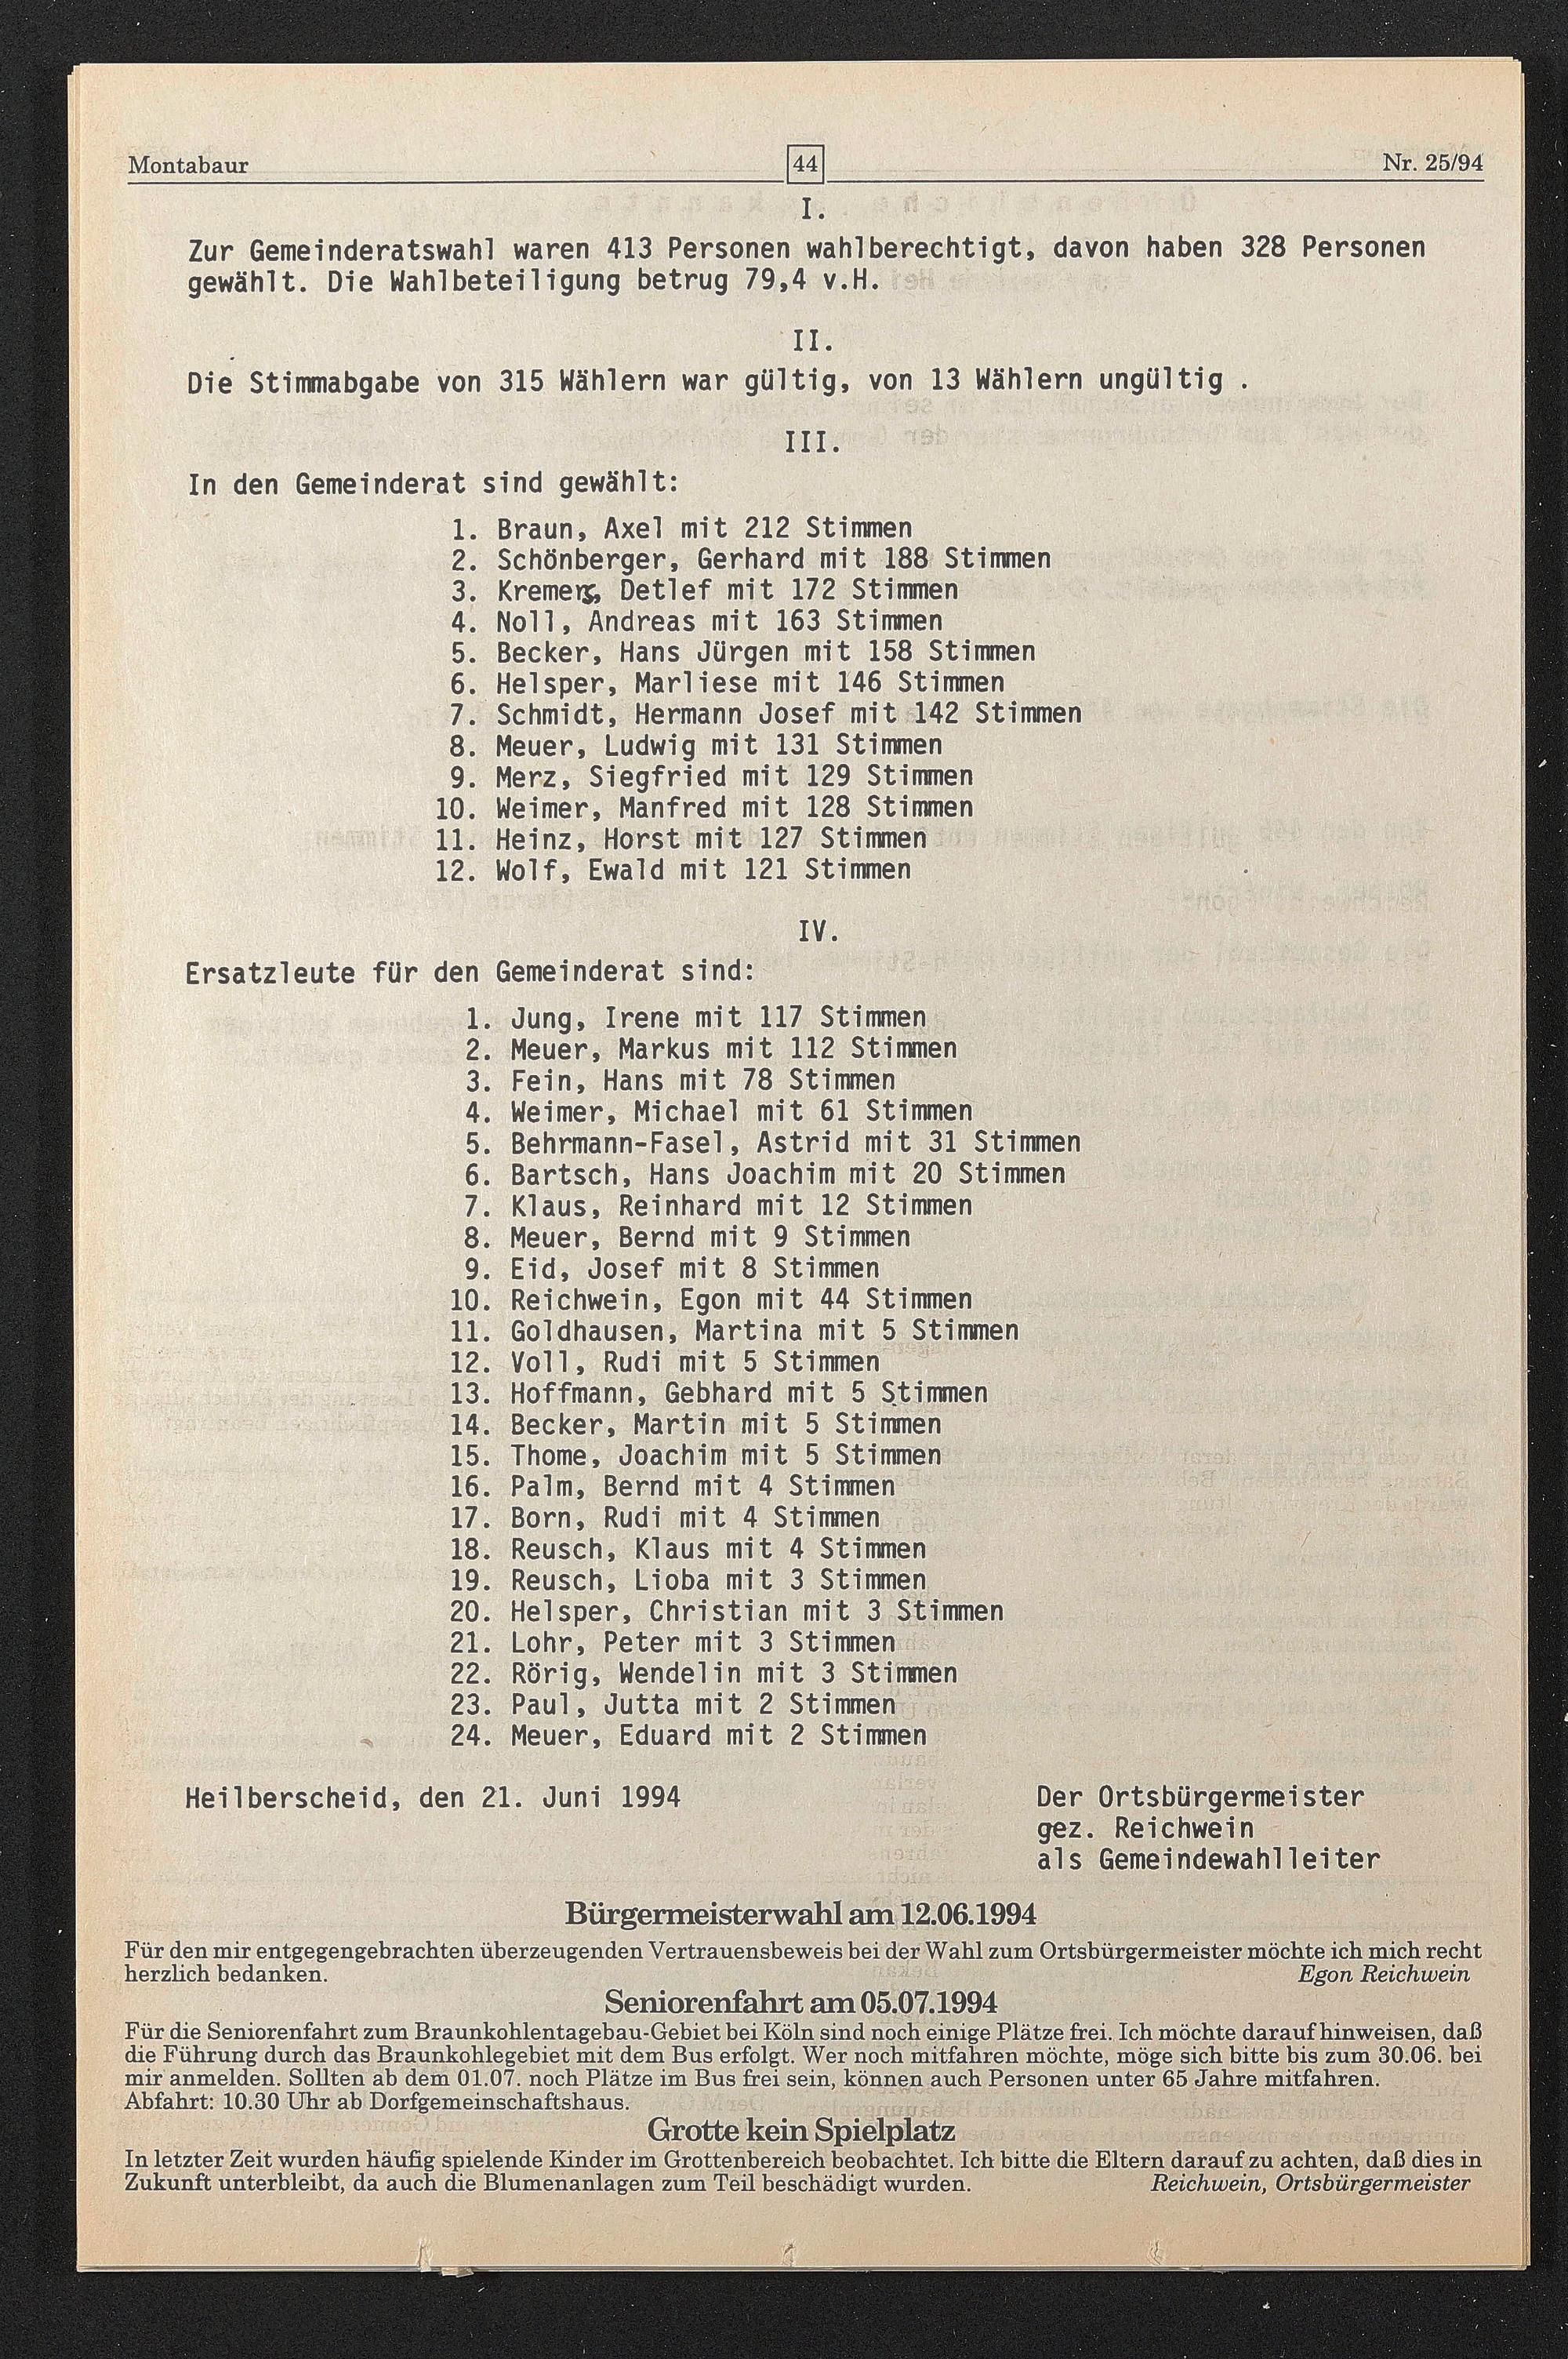 Montabaur
44
Nr. 25/94
I.
Zur Gemeinderatswahl waren 413 Personen wahlberechtigt, davon haben 328 Personen
gewählt. Die Wahlbeteiligung betrug 79,4 v.H.
II.
Die Stimmabgabe von 315 Wählern war gültig, von 13 Wählern ungültig .
III.
In den Gemeinderat sind gewählt:
1. Braun, Axel mit 212 Stimmen
2. Schönberger, Gerhard mit 188 Stimmen
3. Kremers, Detlef mit 172 Stimmen
4. Noll, Andreas mit 163 Stimmen
5. Becker, Hans Jürgen mit 158 Stimmen
6. Helsper, Marliese mit 146 Stimmen
7. Schmidt, Hermann Josef mit 142 Stimmen
8. Meuer, Ludwig mit 131 Stimmen
9. Merz, Siegfried mit 129 Stimmen
10. Weimer, Manfred mit 128 Stimmen
11. Heinz, Horst mit 127 Stimmen
12. Wolf, Ewald mit 121 Stimmen
IV.
Ersatzleute für den Gemeinderat sind:
1. Jung, Irene mit 117 Stimmen
2. Meuer, Markus mit 112 Stimmen
3. Fein, Hans mit 78 Stimmen
4. Weimer, Michael mit 61 Stimmen
5. Behrmann-Fasel, Astrid mit 31 Stimmen
6. Bartsch, Hans Joachim mit 20 Stimmen
7. Klaus, Reinhard mit 12 Stimmen
8. Meuer, Bernd mit 9 Stimmen
9. Eid, Josef mit 8 Stimmen
10. Reichwein, Egon mit 44 Stimmen
11. Goldhausen, Martina mit 5 Stimmen
12. Voll, Rudi mit 5 Stimmen
13. Hoffmann, Gebhard mit 5 Stimmen
14. Becker, Martin mit 5 Stimmen
15. Thome, Joachim mit 5 Stimmen
16. Palm, Bernd mit 4 Stimmen
17. Born, Rudi mit 4 Stimmen
18. Reusch, Klaus mit 4 Stimmen
19. Reusch, Lioba mit 3 Stimmen
20. Helsper, Christian mit 3 Stimmen
21. Lohr, Peter mit 3 Stimmen
22. Rörig, Wendelin mit 3 Stimmen
23. Paul, Jutta mit 2 Stimmen
24. Meuer, Eduard mit 2 Stimmen
Heilberscheid, den 21. Juni 1994
Der Ortsbürgermeister
gez. Reichwein
als Gemeindewahlleiter
Bürgermeisterwahl am 12.06.1994
Für den mir entgegengebrachten überzeugenden Vertrauensbeweis bei der Wahl zum Ortsbürgermeister möchte ich mich recht
herzlich bedanken. Egon Reichwein
Seniorenfahrt am 05.07.1994
Für die Seniorenfahrt zum Braunkohlentagebau-Gebiet bei Köln sind noch einige Plätze frei. Ich möchte darauf hinweisen, daß
die Führung durch das Braunkohlegebiet mit dem Bus erfolgt. Wer noch mitfahren möchte, möge sich bitte bis zum 30.06. bei
mir anmelden. Sollten ab dem 01.07. noch Plätze im Bus frei sein, können auch Personen unter 65 Jahre mitfahren.
Abfahrt: 10.30 Uhr ab Dorfgemeinschaftshaus.
Grotte kein Spielplatz
In letzter Zeit wurden häufig spielende Kinder im Grottenbereich beobachtet. Ich bitte die Eltern darauf zu achten, daß dies in
Zukunft unterbleibt, da auch die Blumenanlagen zum Teil beschädigt wurden. Reichwein, Ortsbürgermeister